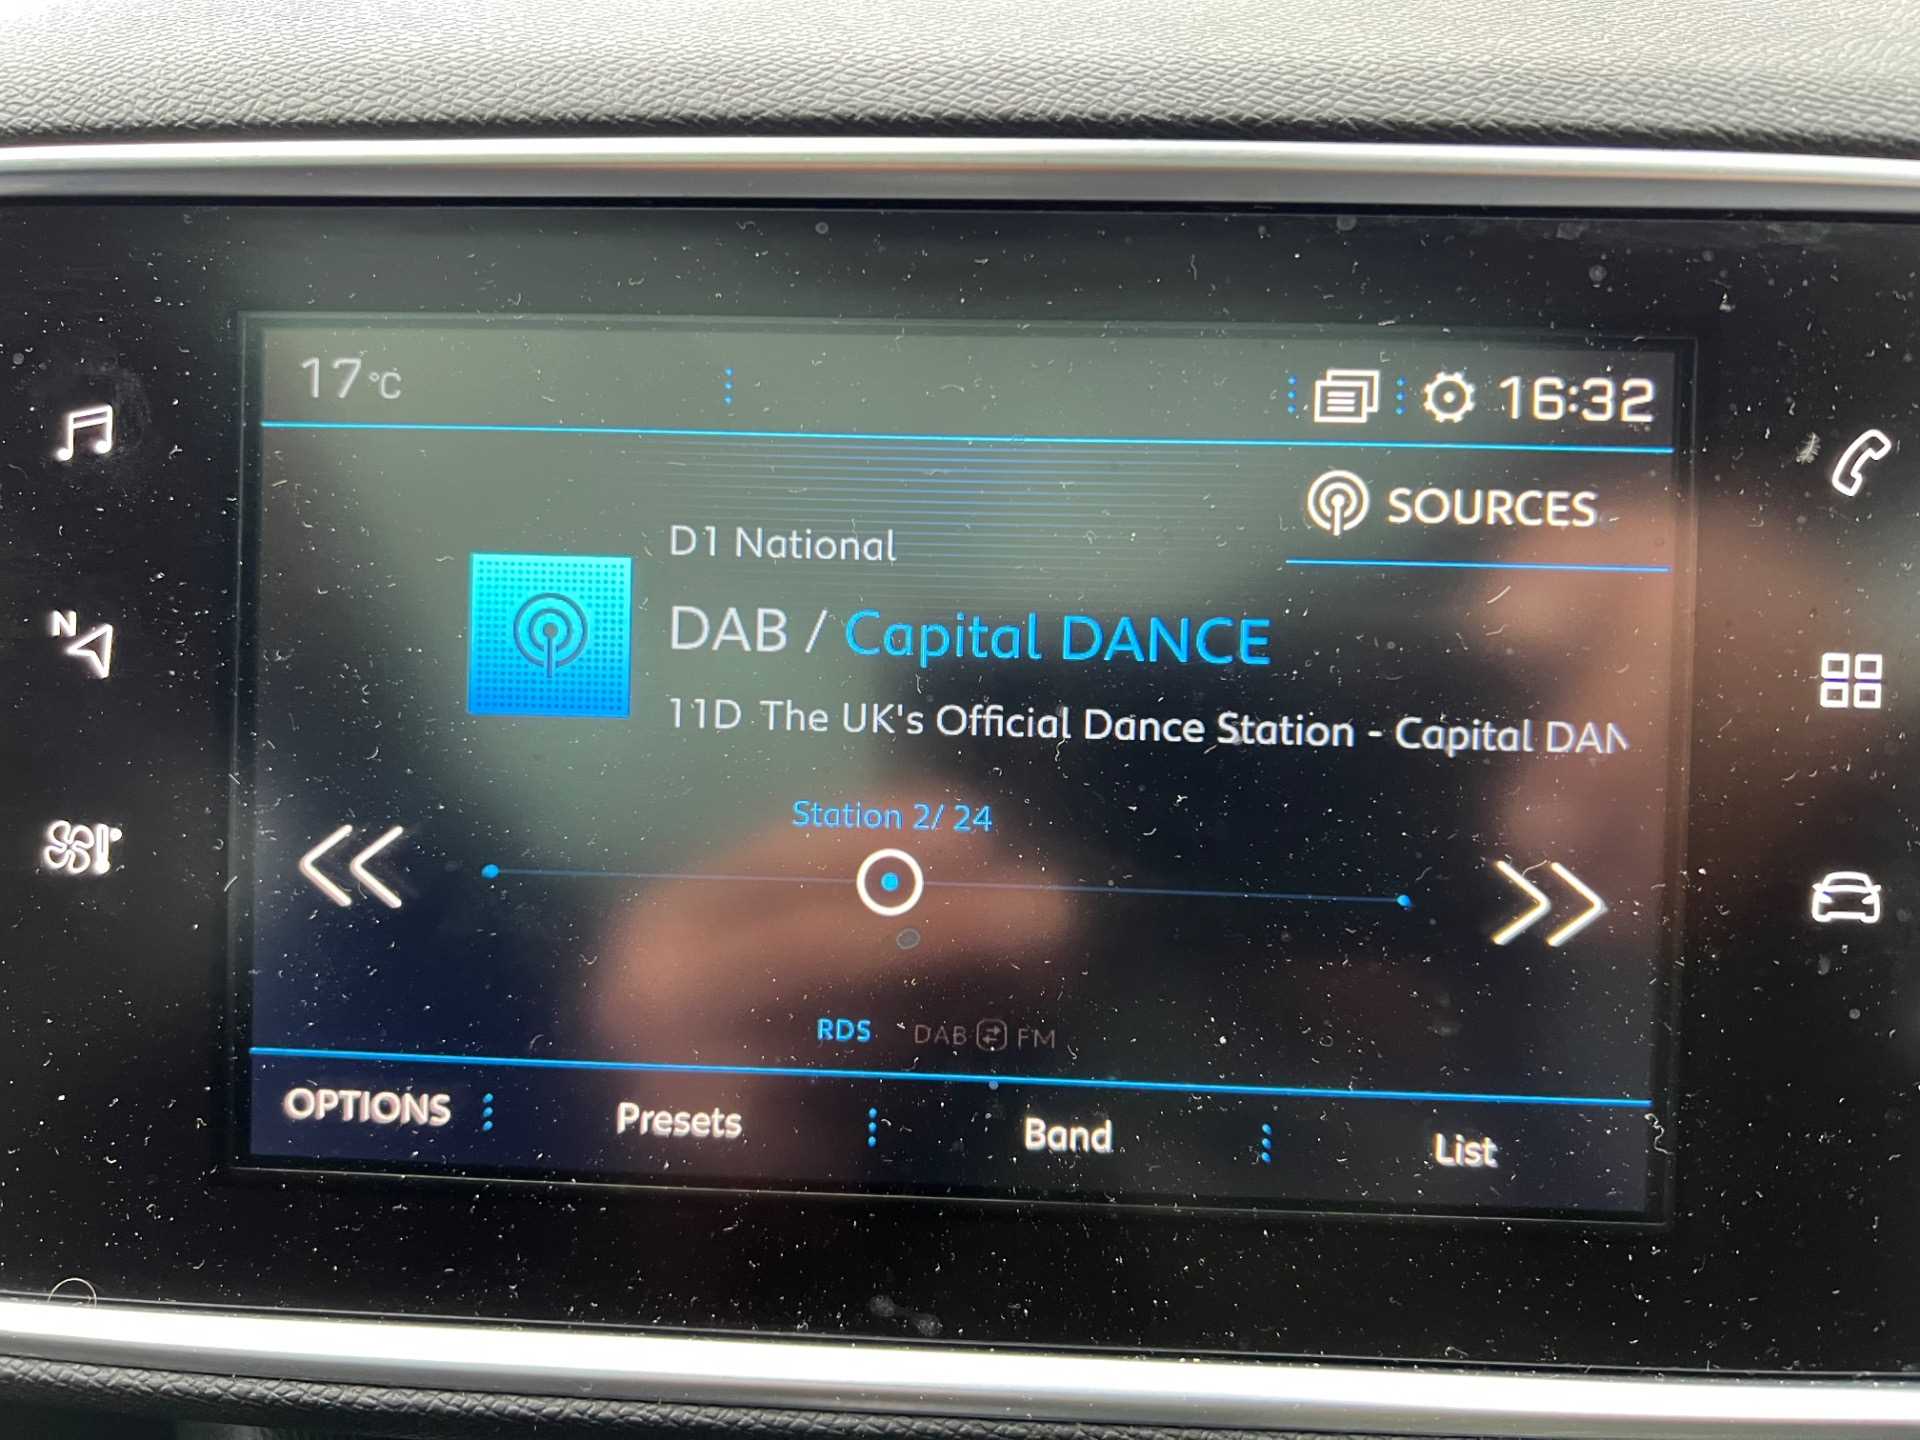 17°C
16:32
SOURCES
D1 National
DAB / Capital DANCE
11D The UK's Official Dance Station - Capital DAN
Station 2/ 24
RDS DAB FM
OPTIONS Presets Band List
N